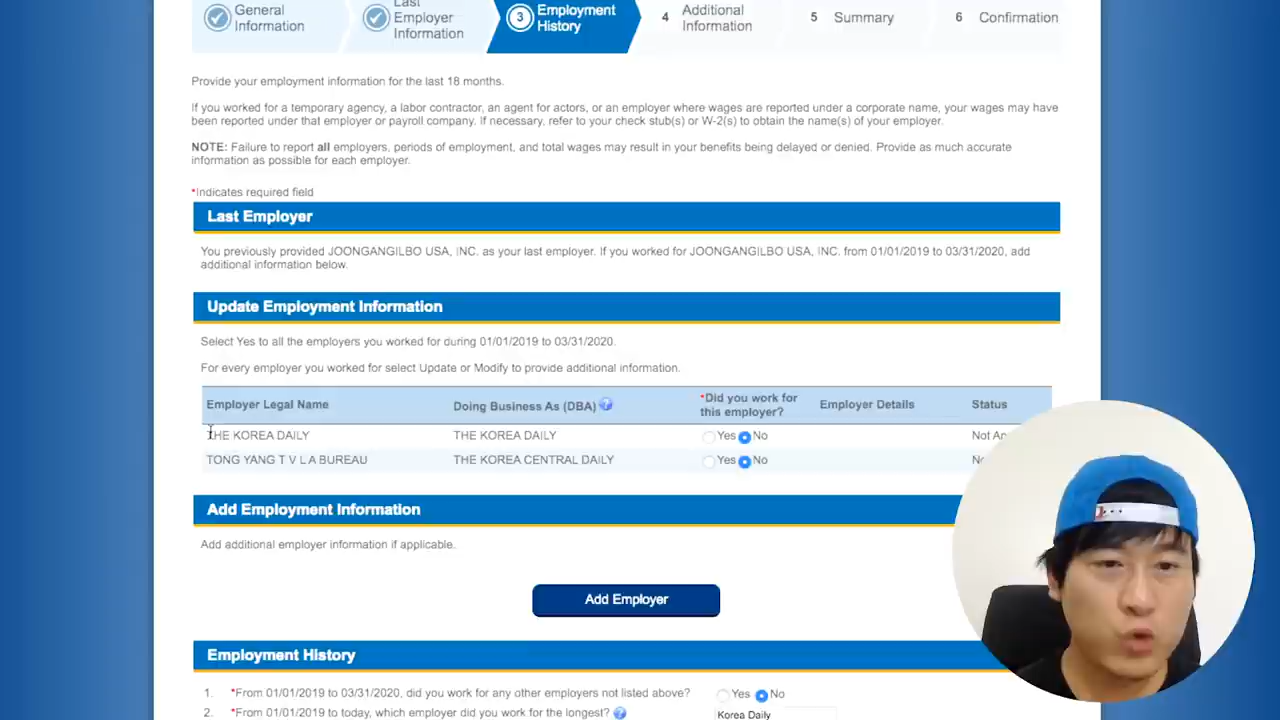 General
Information
Last
Employer
Information
3
Employment
History
4
Additional
Information
5 Summary
6 Confirmation
Provide your employment information for the last 18 months.
If you worked for a temporary agency, a labor contractor, an agent for actors, or an employer where wages are reported under a corporate name, your wages may have
been reported under that employer or payroll company. If necessary, refer to your check stub(s) or W-2(s) to obtain the name(s) of your employer.
NOTE: Failure to report all employers, periods of employment, and total wages may result in your benefits being delayed or denied. Provide as much accurate
information as possible for each employer.
*Indicates required field
Last Employer
You previously provided JOONGANGILBO USA, INC. as your last employer. If you worked for JOONGANGILBO USA, INC. from 01/01/2019 to 03/31/2020, add
additional information below.
Update Employment Information
Select Yes to all the employers you worked for during 01/01/2019 to 03/31/2020.
For every employer you worked for select Update or Modify to provide additional information.
Employer Legal Name Doing Business As (DBA) ? *Did you work for
this employer? Employer Details Status
THE KOREA DAILY THE KOREA DAILY Yes No Not An
TONG YANG T V L A BUREAU THE KOREA CENTRAL DAILY Yes No
Add Employment Information
Add additional employer information if applicable.
Add Employer
Employment History
1. *From 01/01/2019 to 03/31/2020, did you work for any other employers not listed above? Yes No
2. *From 01/01/2019 to today, which employer did you work for the longest? ? Korea Daily